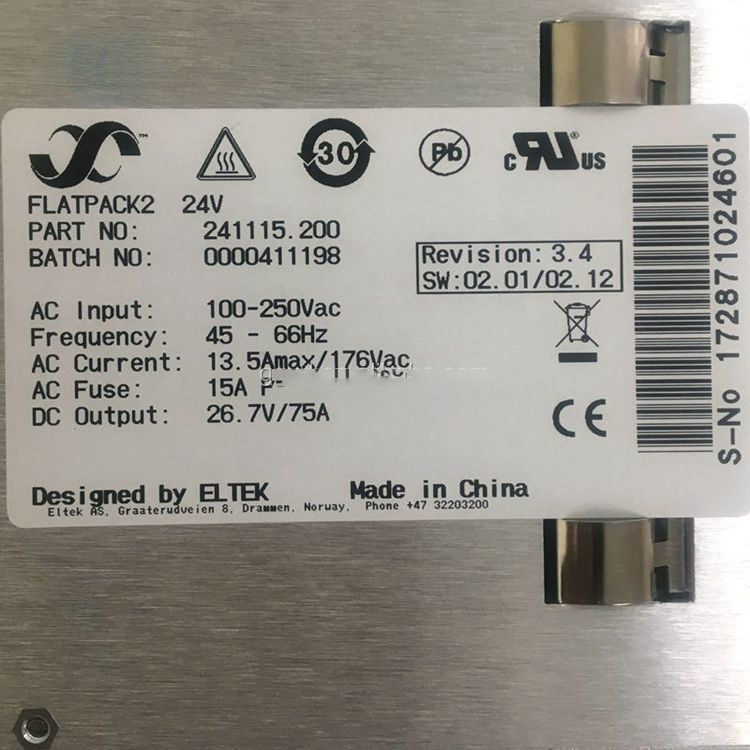 30
Pb
c RU® US
FLATPACK2 24V
PART NO: 241115.200
BATCH NO: 0000411198
Revision: 3.4
SW:02.01/02.12
AC Input: 100-250Vac
Frequency: 45 - 66Hz
AC Current: 13.5Amax/176Vac
AC Fuse: 15A
DC Output: 26.7V/75A
CE
Designed by ELTEK Made in China
Eltek AS, Graaterudveien 8, Drammen, Norway, Phone +47 32203200
S-No 172871024601